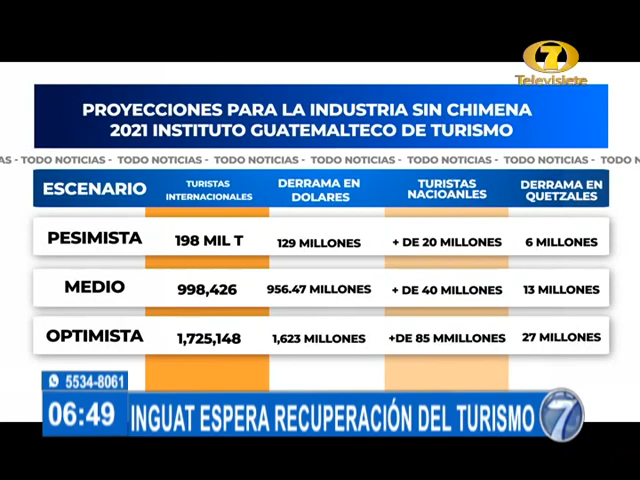 7
Televisiete
PROYECCIONES PARA LA INDUSTRIA SIN CHIMENA
2021 INSTITUTO GUATEMALTECO DE TURISMO
AS - TODO NOTICIAS - TODO NOTICIAS - TODO NOTICIAS - TODO NOTICIAS - TODO NOTICIAS - TODO NOTICIAS - TODO N
ESCENARIO TURISTAS INTERNACIONALES DERRAMA EN DOLARES TURISTAS NACIOANLES DERRAMA EN QUETZALES
PESIMISTA 198 MIL T 129 MILLONES + DE 20 MILLONES 6 MILLONES
MEDIO 998,426 956.47 MILLONES + DE 40 MILLONES 13 MILLONES
OPTIMISTA 1,725,148 1,623 MILLONES +DE 85 MMILLONES 27 MILLONES
5534-8061
06:49 INGUAT ESPERA RECUPERACIÓN DEL TURISMO 7